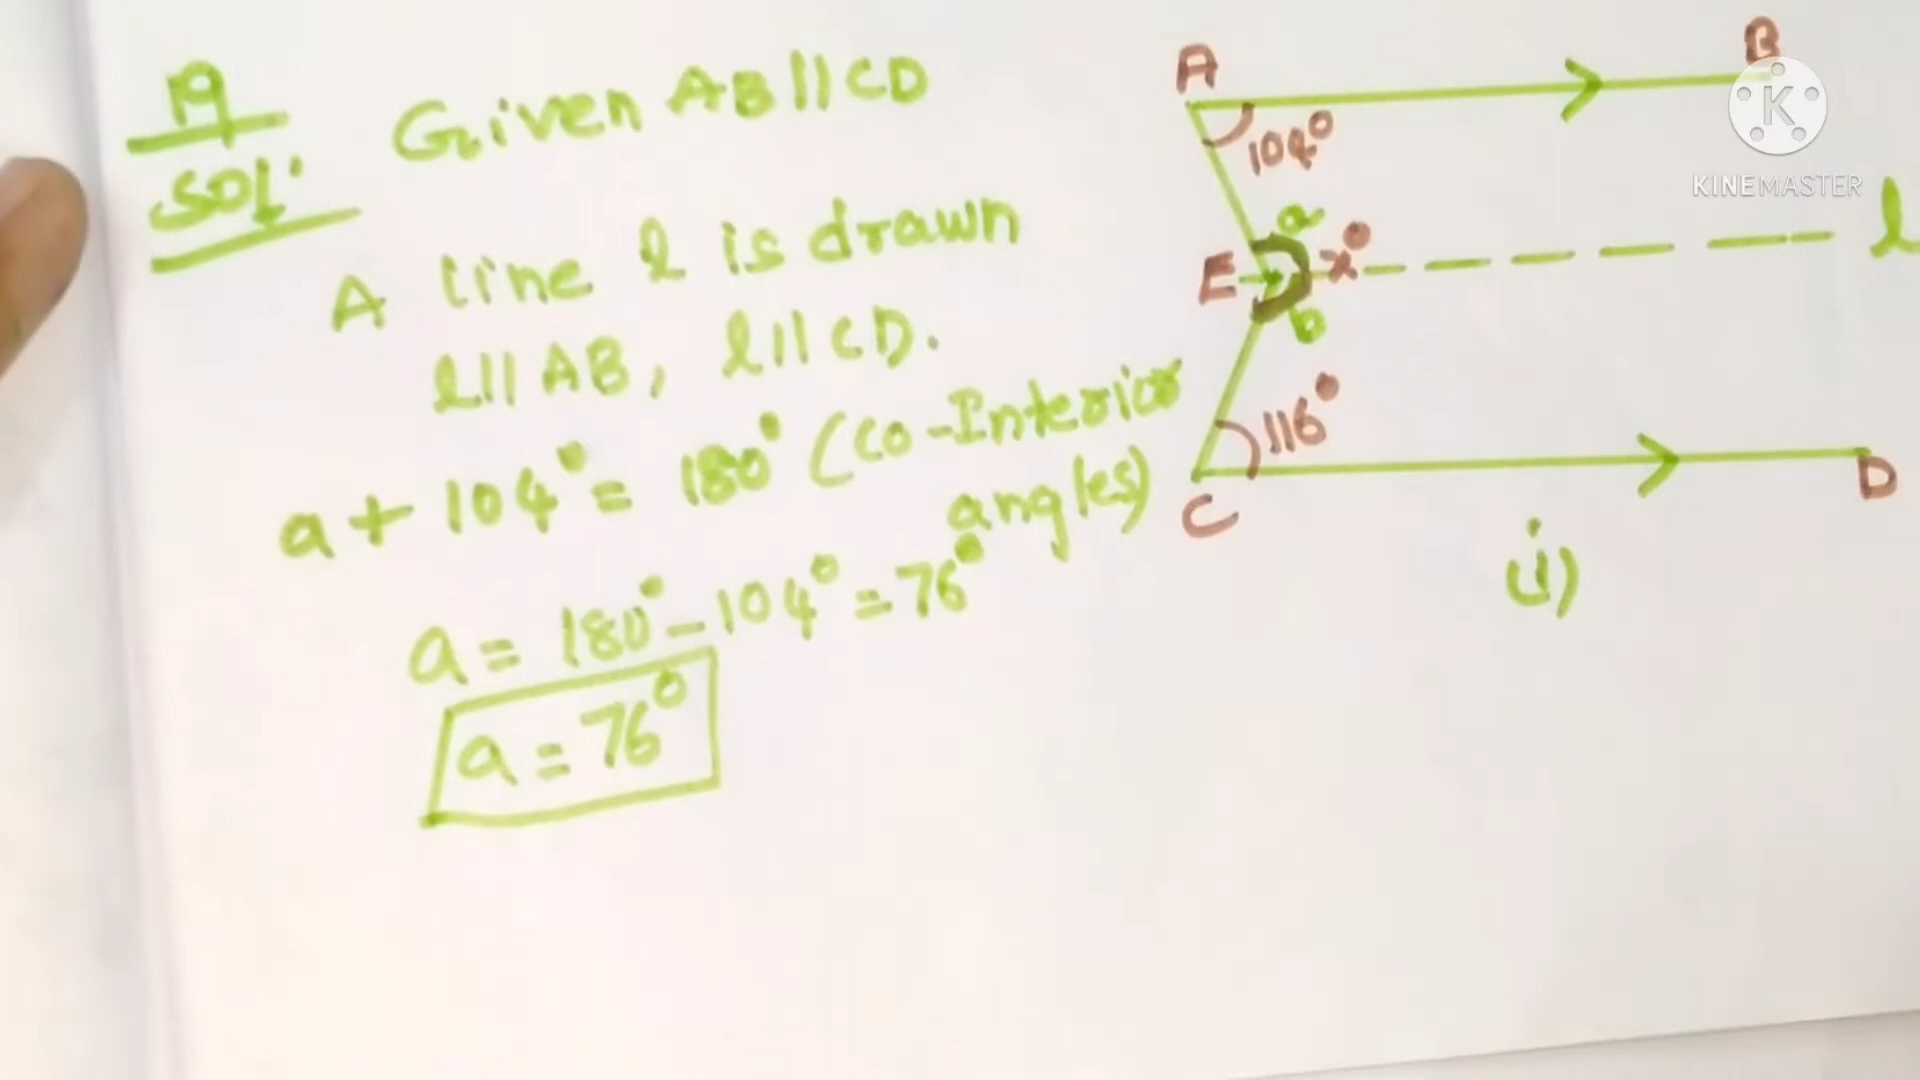 19
Sol.
Given AB||CD
A line l is drawn
l||AB, l||CD.
a + 104° = 180° (Co-Interior
angles)
a = 180° - 104° = 76°
a = 76°
A
B
104°
K
KINEMASTER
a
E
x°
l
b
116°
C
D
(i)